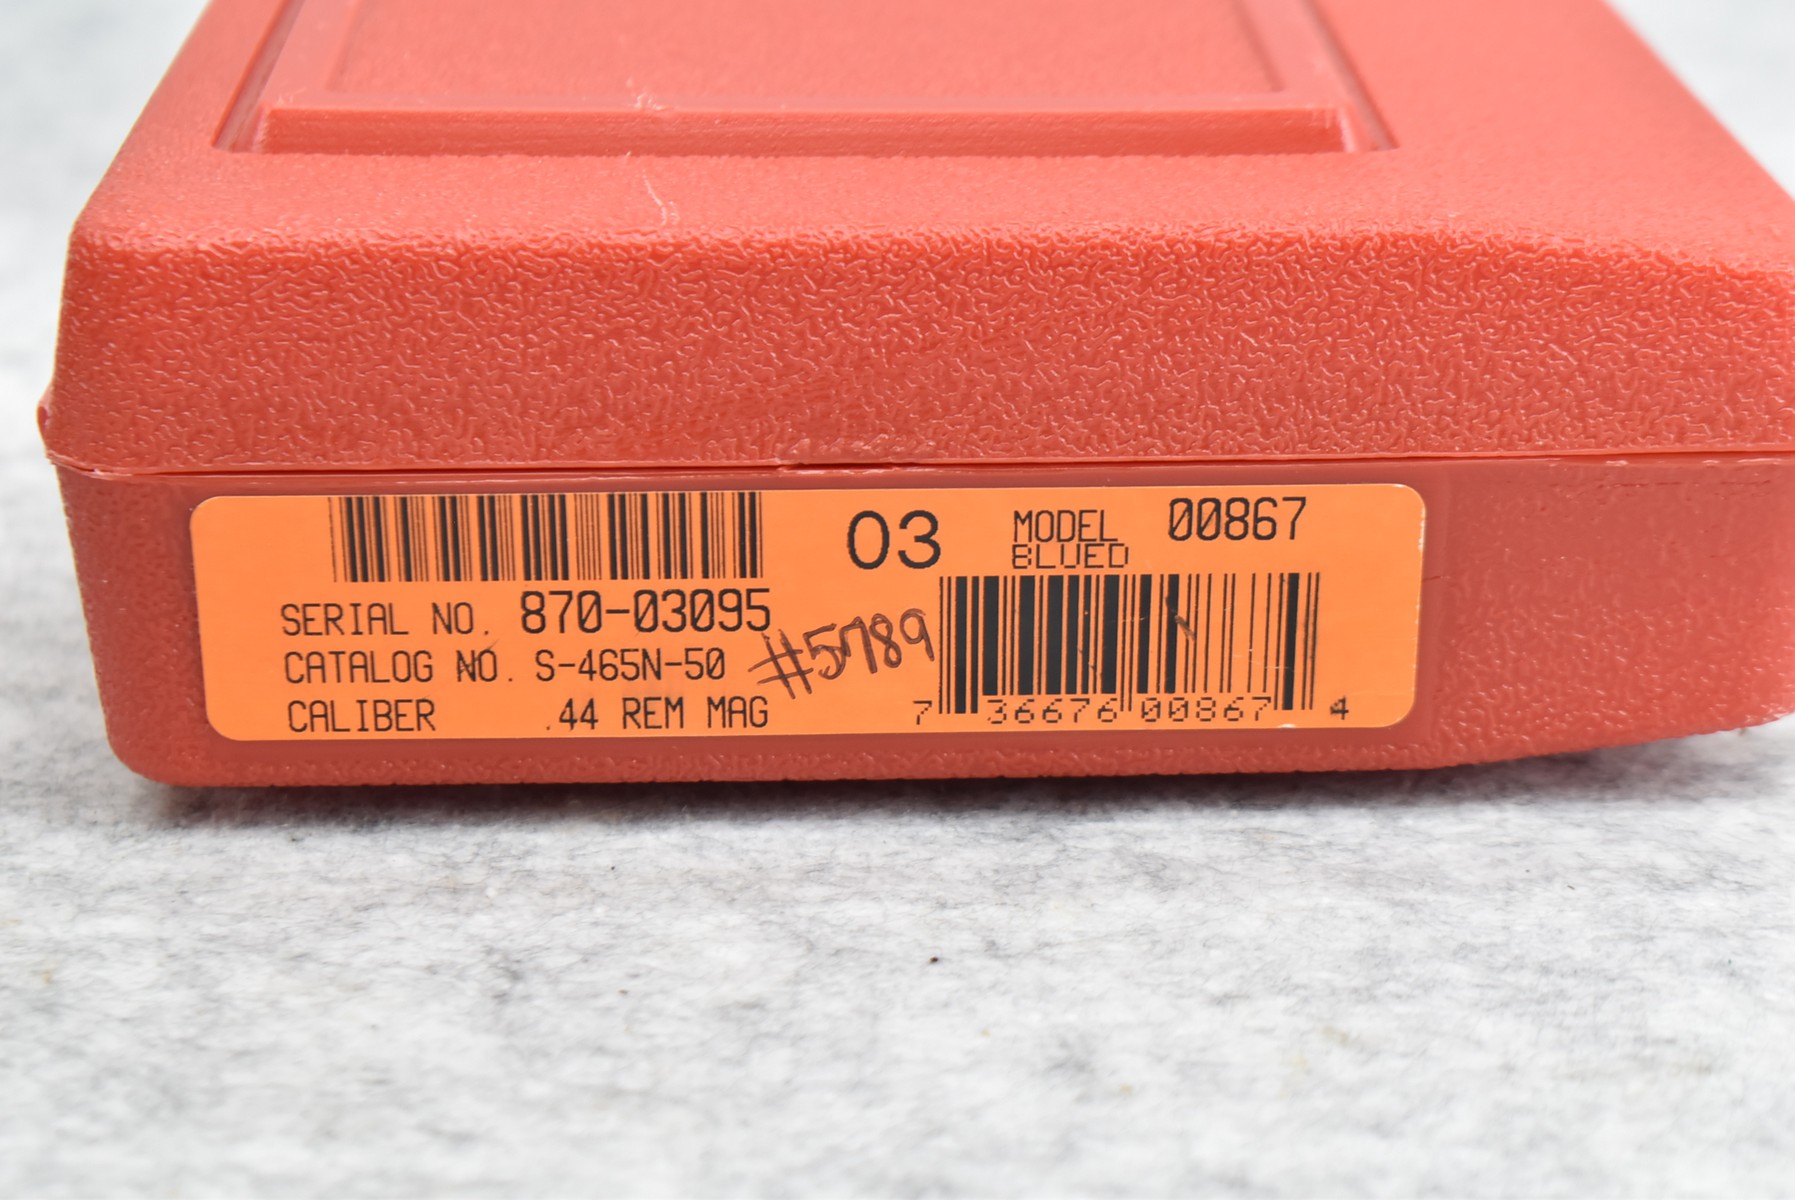 03 MODEL 00867
BLUED
SERIAL NO. 870-03095
CATALOG NO. S-465N-50
#5789
CALIBER .44 REM MAG
7 36676 00867 4